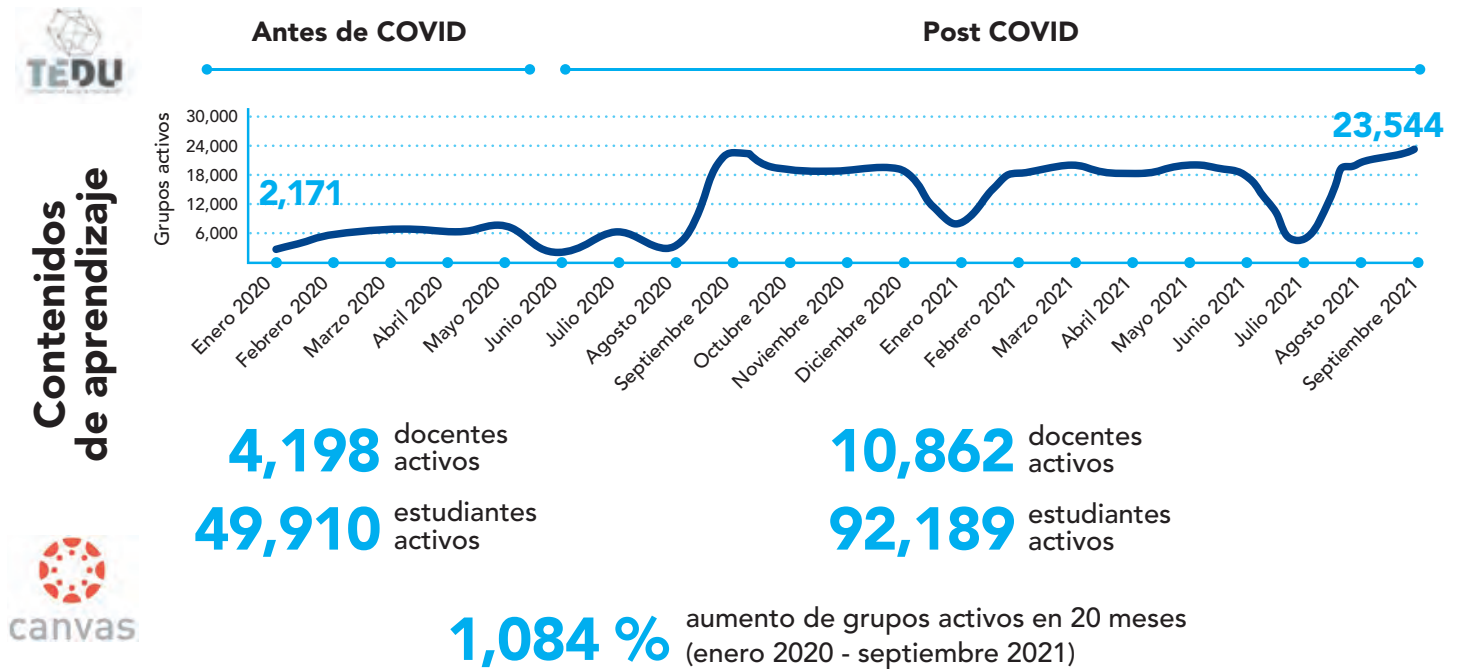 TEDU
Antes de COVID
Post COVID
Contenidos
de aprendizaje
Grupos activos
30,000
24,000
18,000
12,000
6,000
2,171
23,544
Enero 2020
Febrero 2020
Marzo 2020
Abril 2020
Mayo 2020
Junio 2020
Julio 2020
Agosto 2020
Septiembre 2020
Octubre 2020
Noviembre 2020
Diciembre 2020
Enero 2021
Febrero 2021
Marzo 2021
Abril 2021
Mayo 2021
Junio 2021
Julio 2021
Agosto 2021
Septiembre 2021
4,198 docentes
activos
10,862 docentes
activos
49,910 estudiantes
activos
92,189 estudiantes
activos
canvas
1,084 % aumento de grupos activos en 20 meses
(enero 2020 - septiembre 2021)